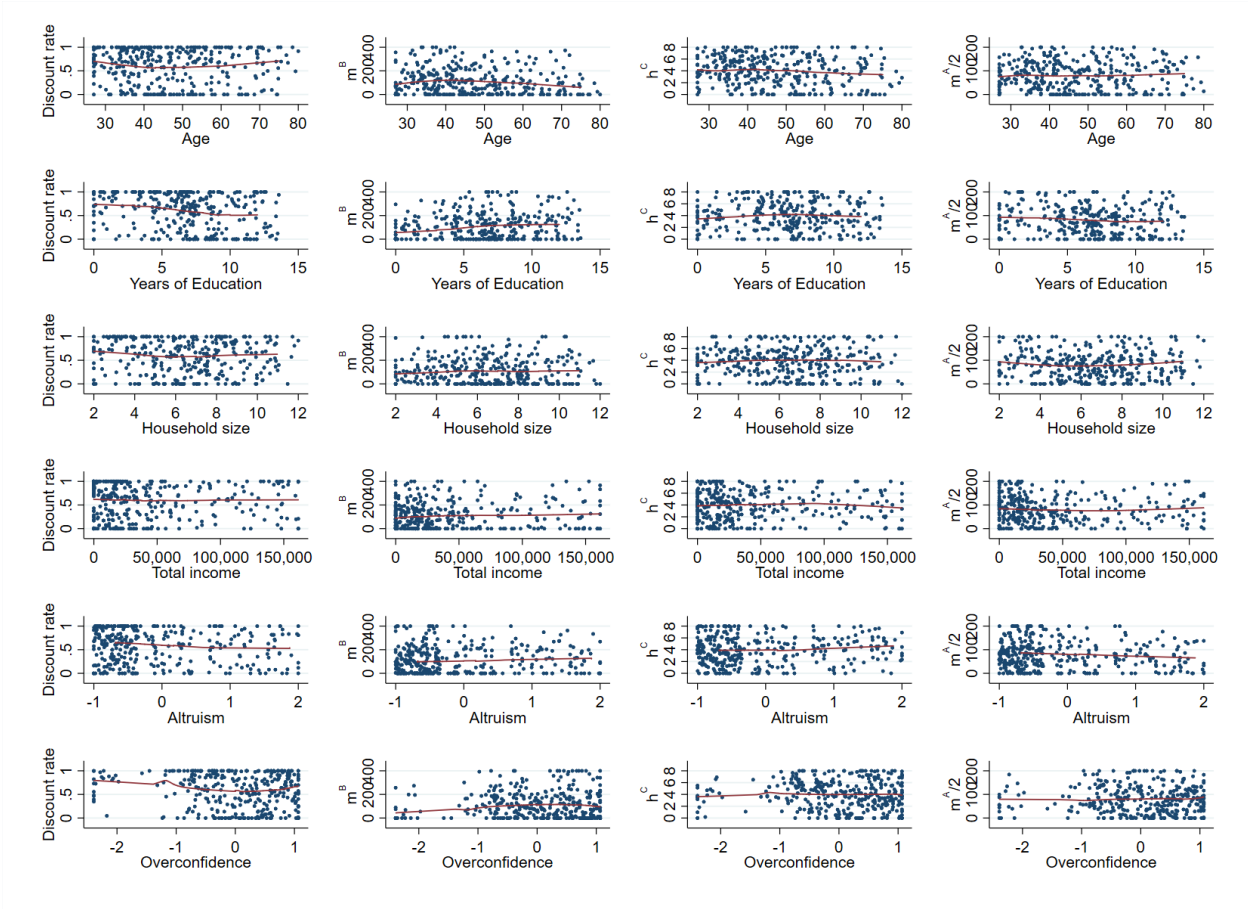 Discount rate
0 .5 1
30 40 50 60 70 80
Age
m^B
0 200 400
30 40 50 60 70 80
Age
h^C
0 2 4 6 8
30 40 50 60 70 80
Age
m^A/2
0 100 200
30 40 50 60 70 80
Age
Discount rate
0 .5 1
0 5 10 15
Years of Education
m^B
0 200 400
0 5 10 15
Years of Education
h^C
0 2 4 6 8
0 5 10 15
Years of Education
m^A/2
0 100 200
0 5 10 15
Years of Education
Discount rate
0 .5 1
2 4 6 8 10 12
Household size
m^B
0 200 400
2 4 6 8 10 12
Household size
h^C
0 2 4 6 8
2 4 6 8 10 12
Household size
m^A/2
0 100 200
2 4 6 8 10 12
Household size
Discount rate
0 .5 1
0 50,000 100,000 150,000
Total income
m^B
0 200 400
0 50,000 100,000 150,000
Total income
h^C
0 2 4 6 8
0 50,000 100,000 150,000
Total income
m^A/2
0 100 200
0 50,000 100,000 150,000
Total income
Discount rate
0 .5 1
-1 0 1 2
Altruism
m^B
0 200 400
-1 0 1 2
Altruism
h^C
0 2 4 6 8
-1 0 1 2
Altruism
m^A/2
0 100 200
-1 0 1 2
Altruism
Discount rate
0 .5 1
-2 -1 0 1
Overconfidence
m^B
0 200 400
-2 -1 0 1
Overconfidence
h^C
0 2 4 6 8
-2 -1 0 1
Overconfidence
m^A/2
0 100 200
-2 -1 0 1
Overconfidence